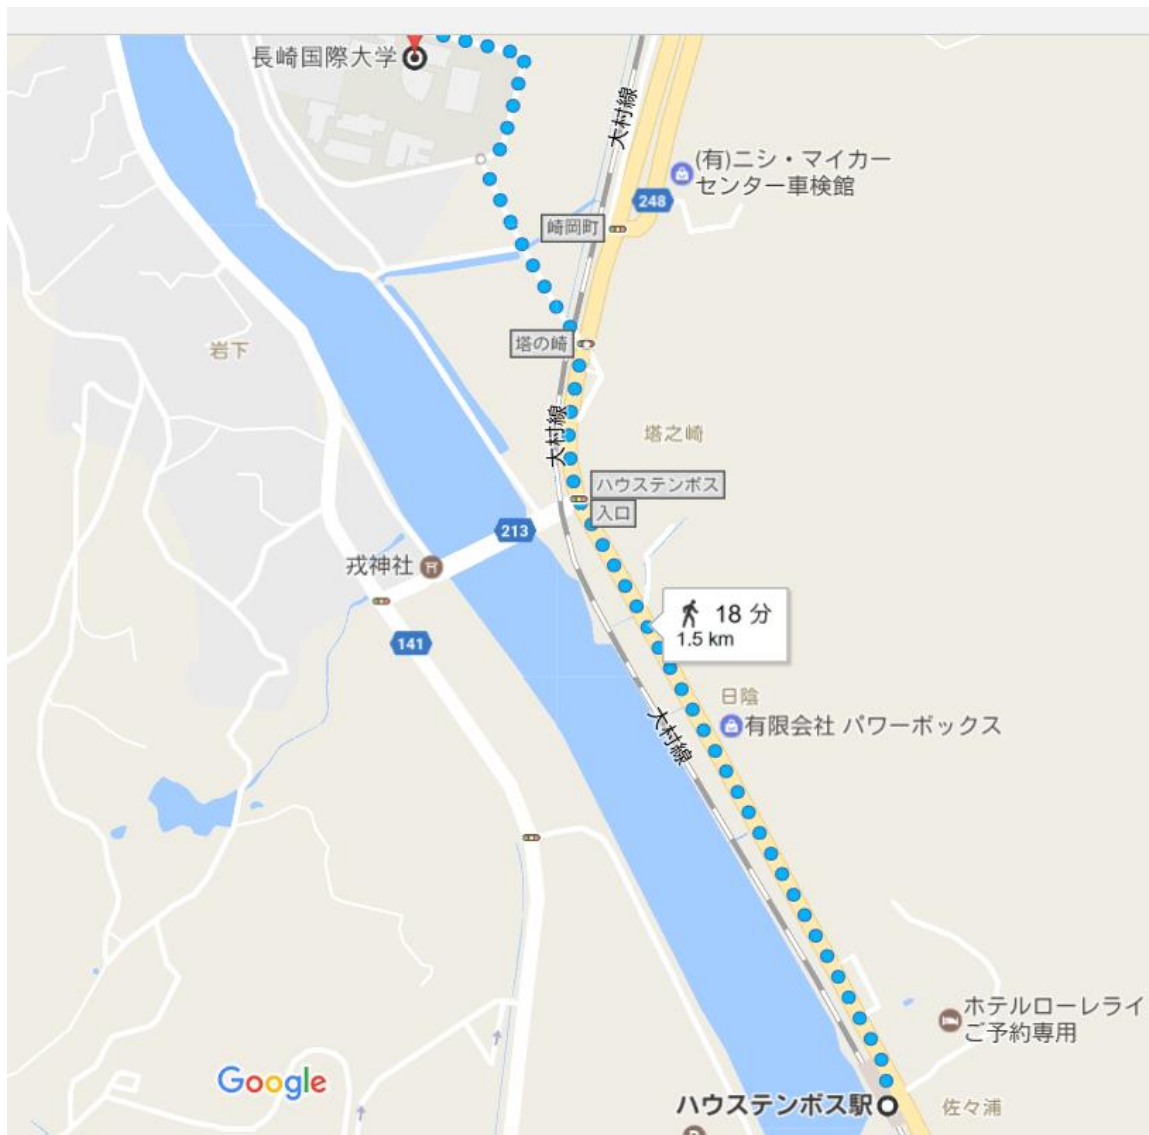 長崎国際大学
大村線
(有)ニシ・マイカー
センター車検館
248
崎岡町
塔の崎
岩下
大村線
塔之崎
ハウステンボス
入口
213
戎神社
18 分
1.5 km
141
日陰
有限会社 パワーボックス
大村線
ホテルローレライ
ご予約専用
Google
ハウステンボス駅
佐々浦
P